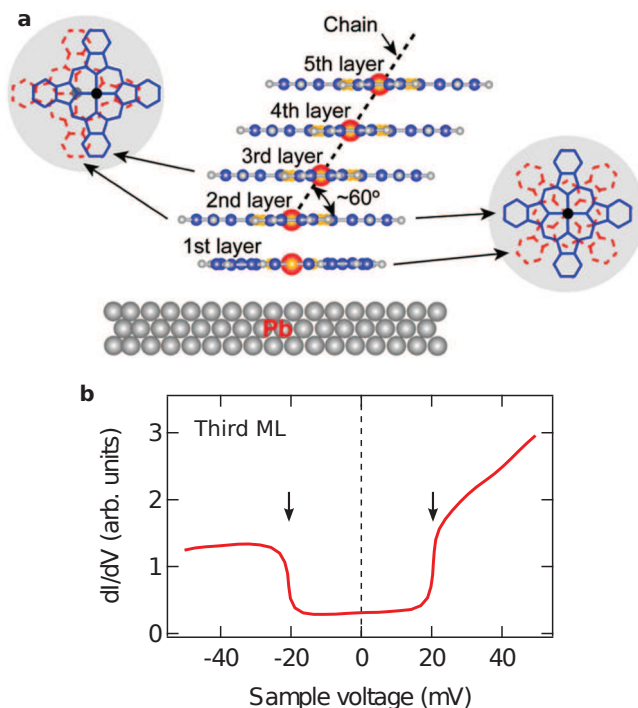 a
Chain
5th layer
4th layer
3rd layer
~60º
2nd layer
1st layer
Pb
b
Third ML
dI/dV (arb. units)
3
2
1
0
-40 -20 0 20 40
Sample voltage (mV)